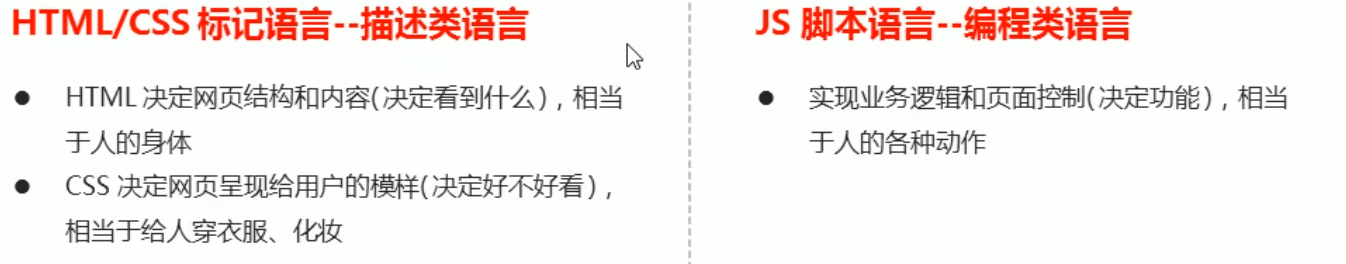 HTML/CSS 标记语言--描述类语言
● HTML 决定网页结构和内容(决定看到什么)，相当
于人的身体
● CSS 决定网页呈现给用户的模样(决定好不好看)，
相当于给人穿衣服、化妆
JS 脚本语言--编程类语言
● 实现业务逻辑和页面控制(决定功能)，相当
于人的各种动作